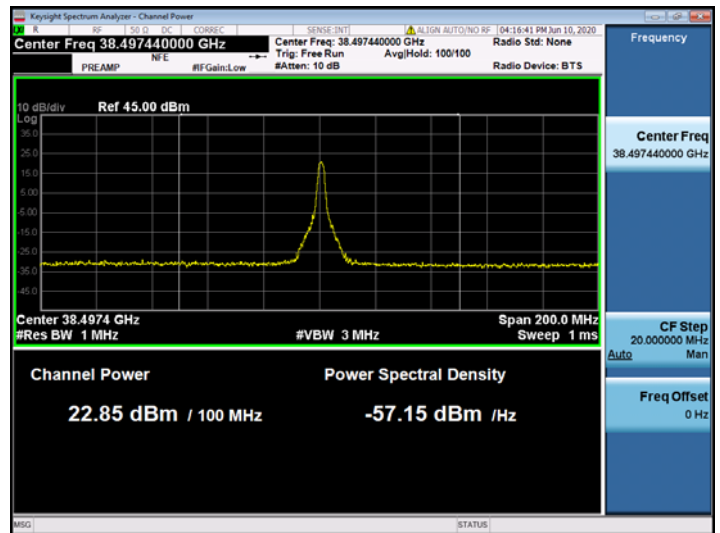 Keysight Spectrum Analyzer - Channel Power
R RF 50 Ω DC CORREC SENSE:INT ALIGN AUTO/NO RF 04:16:41 PM Jun 10, 2020
Center Freq 38.497440000 GHz
Center Freq: 38.497440000 GHz Radio Std: None
NFE Trig: Free Run Avg|Hold: 100/100
PREAMP #IFGain:Low #Atten: 10 dB Radio Device: BTS
10 dB/div Ref 45.00 dBm
Log
35.0
25.0
15.0
5.00
-5.00
-15.0
-25.0
-35.0
-45.0
Center 38.4974 GHz Span 200.0 MHz
#Res BW 1 MHz #VBW 3 MHz Sweep 1 ms
Channel Power Power Spectral Density
22.85 dBm / 100 MHz -57.15 dBm /Hz
MSG STATUS
Frequency
Center Freq
38.497440000 GHz
CF Step
20.000000 MHz
Auto Man
Freq Offset
0 Hz